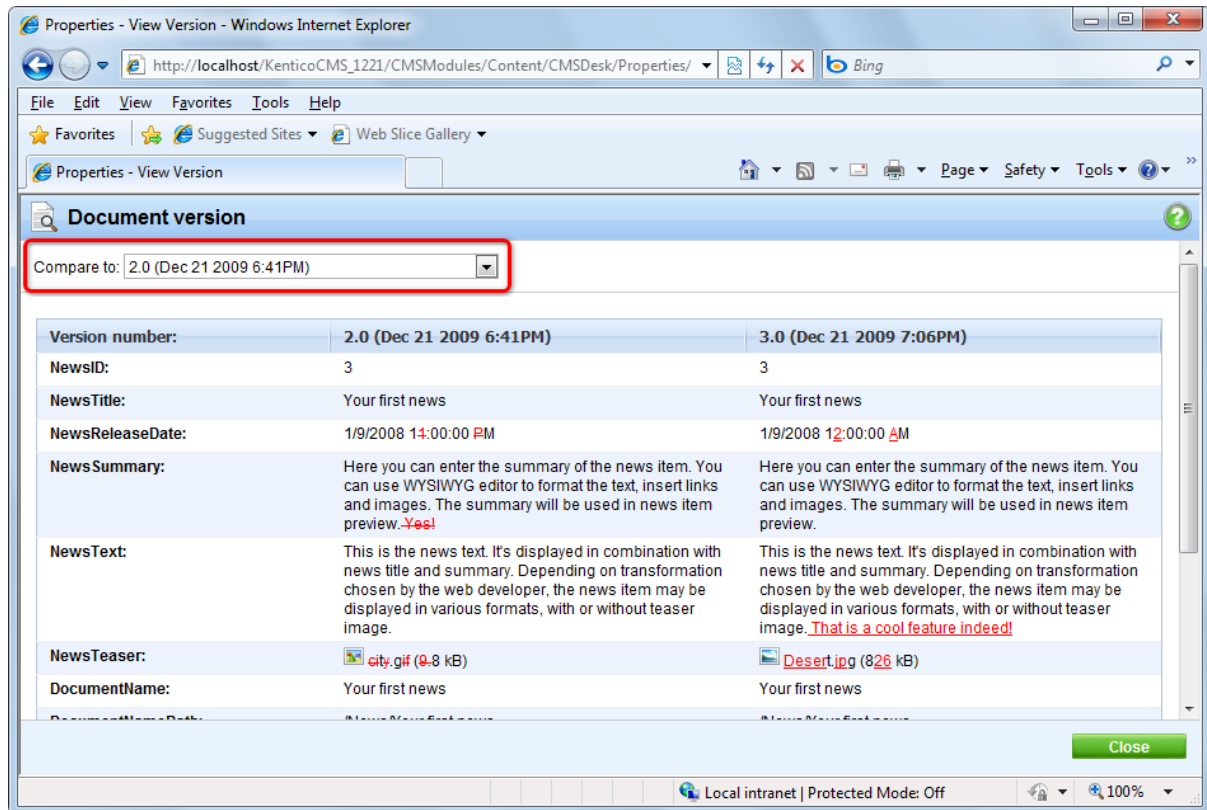 Properties - View Version - Windows Internet Explorer
http://localhost/KenticoCMS_1221/CMSModules/Content/CMSDesk/Properties/ Bing
File Edit View Favorites Tools Help
Favorites Suggested Sites Web Slice Gallery
Properties - View Version Page Safety Tools
Document version
Compare to: 2.0 (Dec 21 2009 6:41PM)
Version number: 2.0 (Dec 21 2009 6:41PM) 3.0 (Dec 21 2009 7:06PM)
NewsID: 3 3
NewsTitle: Your first news Your first news
NewsReleaseDate: 1/9/2008 11:00:00 PM 1/9/2008 12:00:00 AM
NewsSummary: Here you can enter the summary of the news item. You Here you can enter the summary of the news item. You
can use WYSIWYG editor to format the text, insert links can use WYSIWYG editor to format the text, insert links
and images. The summary will be used in news item and images. The summary will be used in news item
preview. Yes! preview.
NewsText: This is the news text. It's displayed in combination with This is the news text. It's displayed in combination with
news title and summary. Depending on transformation news title and summary. Depending on transformation
chosen by the web developer, the news item may be chosen by the web developer, the news item may be
displayed in various formats, with or without teaser displayed in various formats, with or without teaser
image. image. That is a cool feature indeed!
NewsTeaser: city.gif (9.8 kB) Desert.jpg (826 kB)
DocumentName: Your first news Your first news
Close
Local intranet | Protected Mode: Off 100%